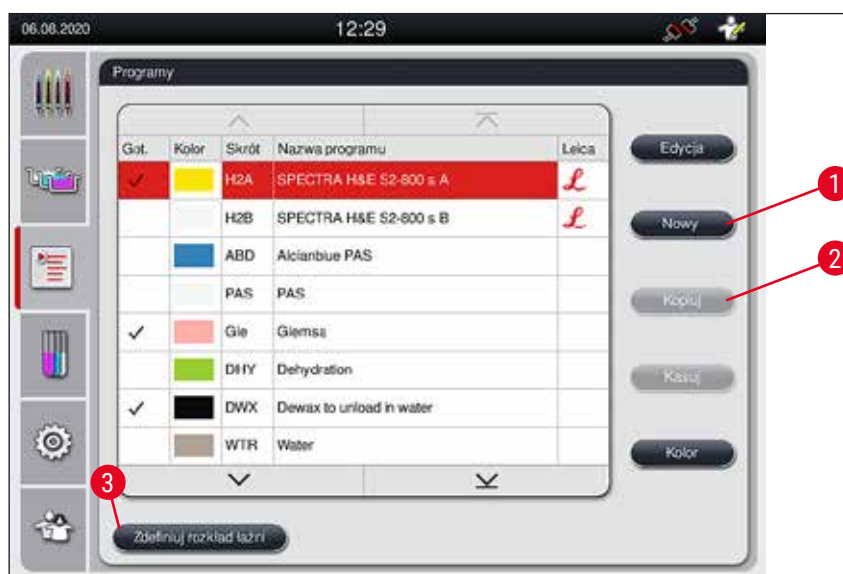 06.06.2020 12:29
Programy
Got. Kolor Skrót Nazwa programu Leica
H2A SPECTRA H&E S2-600 s A L
H2B SPECTRA H&E S2-600 s B L
ABD Alcianblue PAS
PAS PAS
Gie Giemsa
DHY Dehydration
DWX Dewax to unload in water
WTR Water
Edycja
Nowy
Kopiuj
Kasuj
Kolor
Zdefiniuj rozkład łaźni
1
2
3